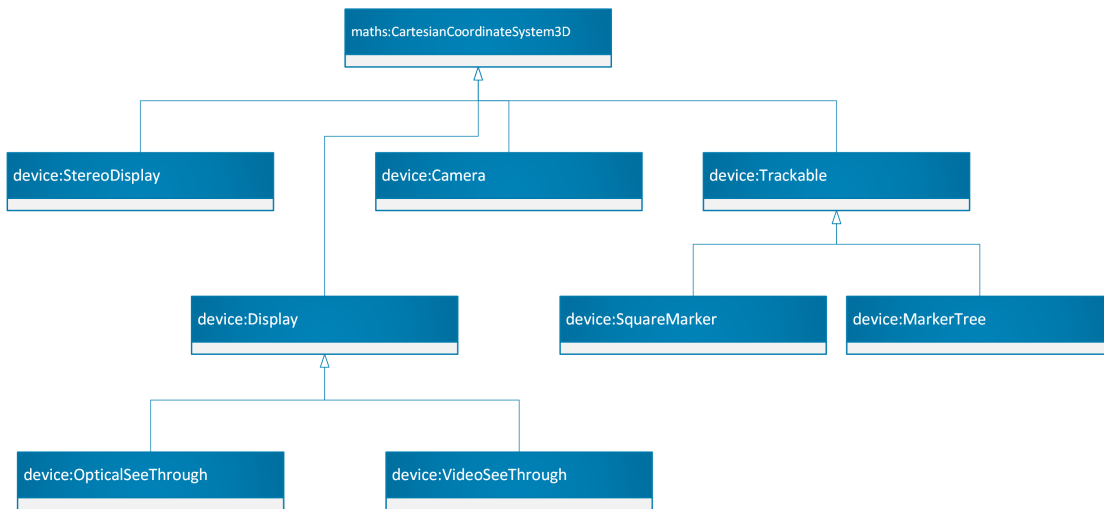 maths:CartesianCoordinateSystem3D
device:StereoDisplay
device:Camera
device:Trackable
device:Display
device:SquareMarker
device:MarkerTree
device:OpticalSeeThrough
device:VideoSeeThrough